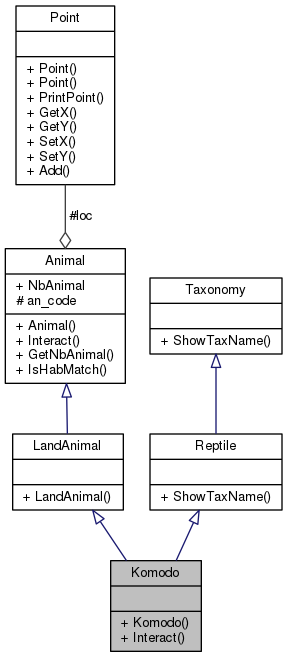 Point
+ Point()
+ Point()
+ PrintPoint()
+ GetX()
+ GetY()
+ SetX()
+ SetY()
+ Add()
#loc
Animal
+ NbAnimal
# an_code
+ Animal()
+ Interact()
+ GetNbAnimal()
+ IsHabMatch()
Taxonomy
+ ShowTaxName()
LandAnimal
+ LandAnimal()
Reptile
+ ShowTaxName()
Komodo
+ Komodo()
+ Interact()